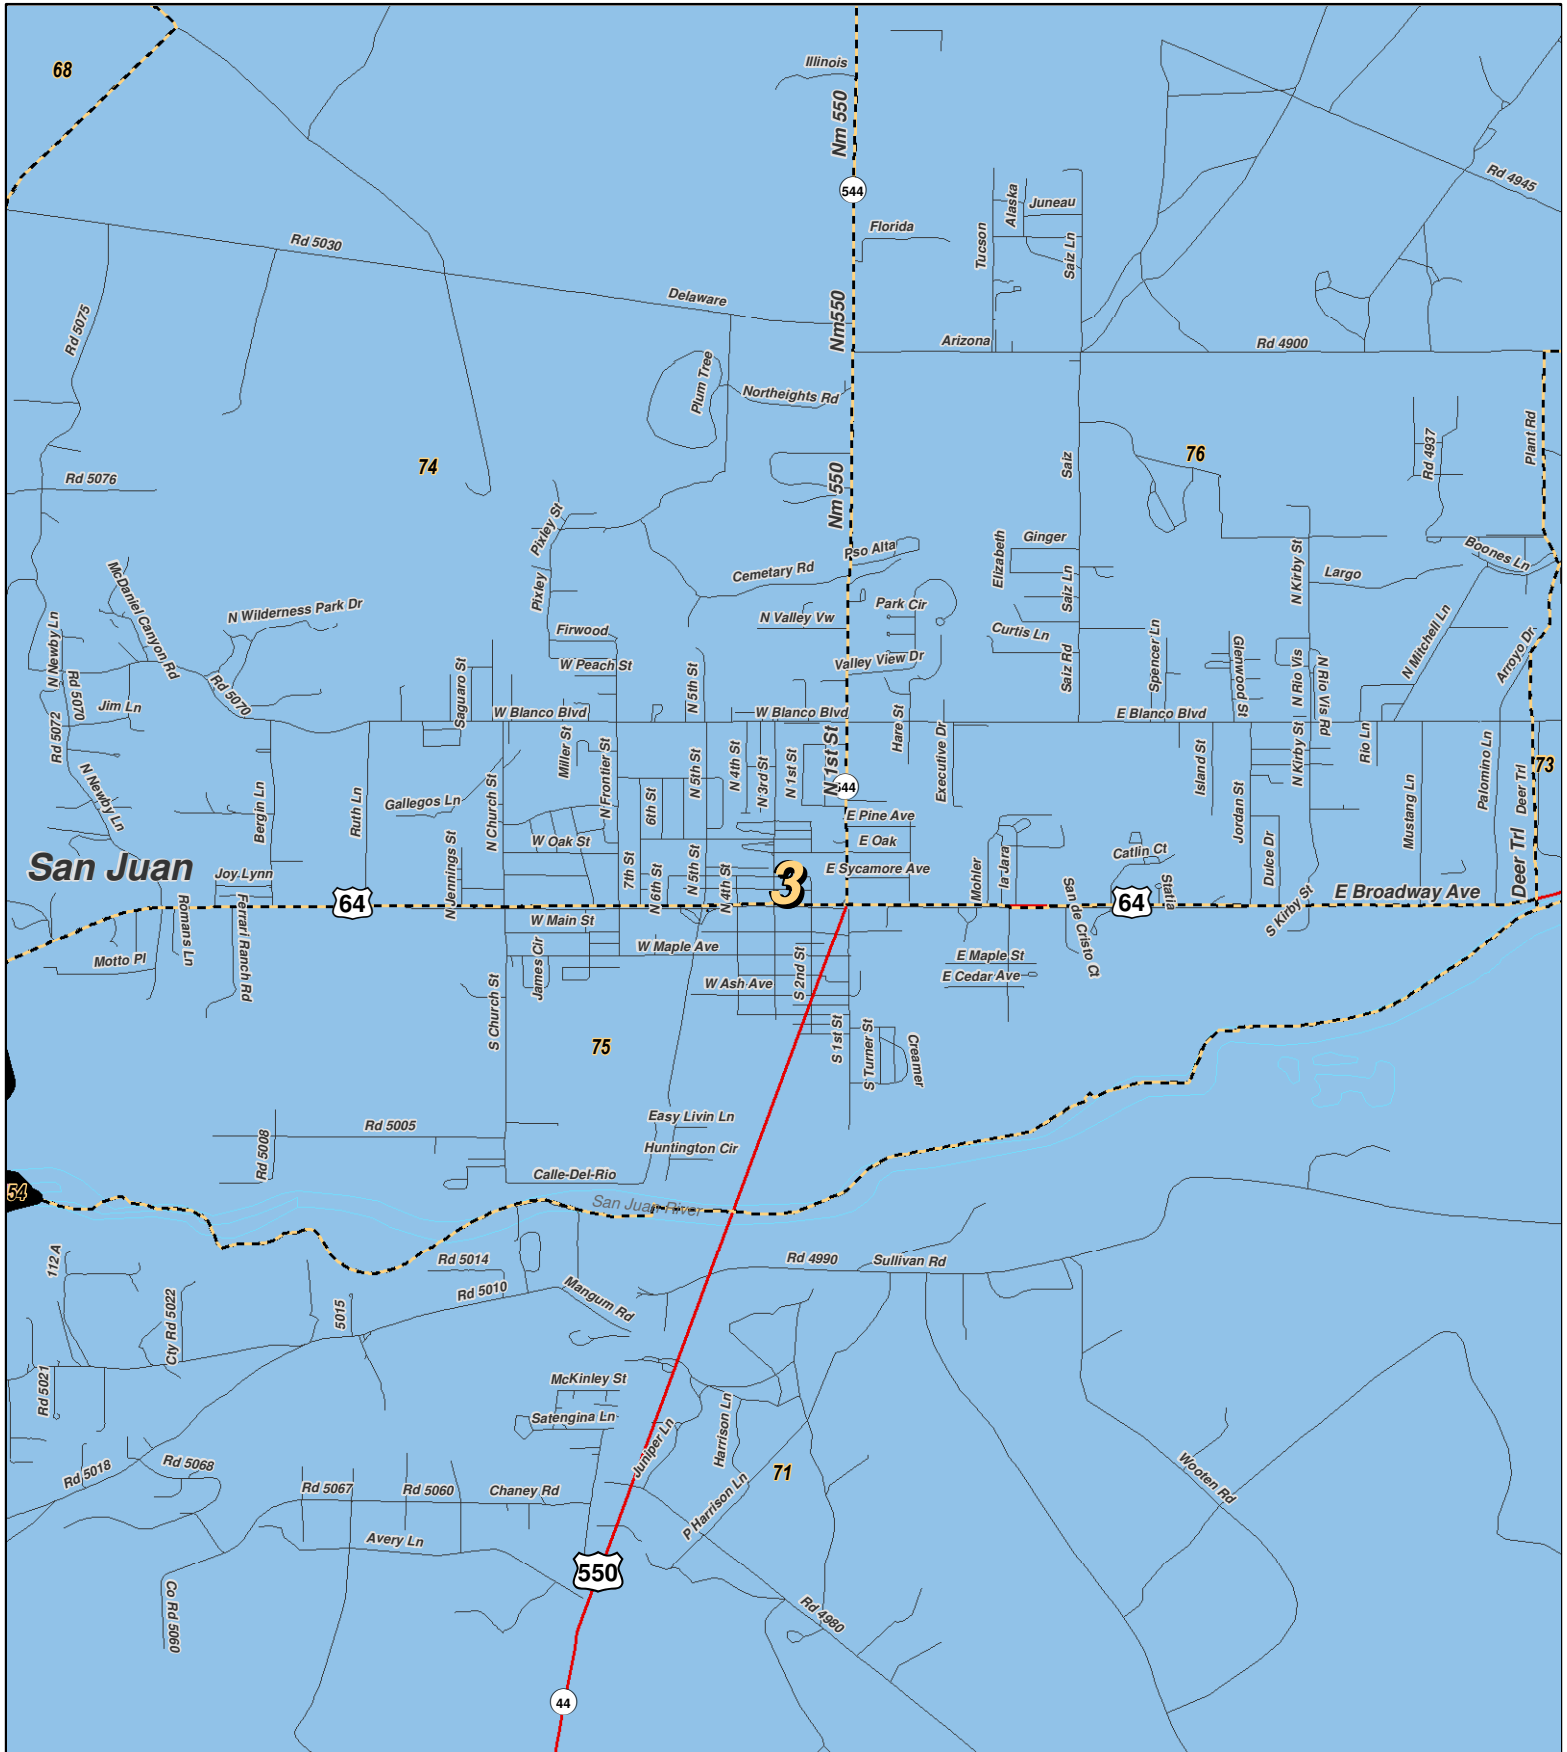 68
Illinois
Nm 550
544
Rd 4945
Alaska
Juneau
Florida
Tucson
Saiz Ln
Rd 5030
Delaware
Nm550
Rd 5075
Arizona
Rd 4900
Plum Tree
Northeights Rd
74
76
Rd 5076
Nm 550
Saiz
Rd 4937
Plant Rd
Pixley St
Pso Alta
Elizabeth
Ginger
N Kirby St
Boones Ln
McDaniel Canyon Rd
Cemetary Rd
Largo
Pixley
Saiz Ln
N Wilderness Park Dr
Park Cir
N Valley Vw
Firwood
Curtis Ln
N Newby Ln
W Peach St
Valley View Dr
Saiz Rd
Spencer Ln
Glenwood St
N Rio Vis
N Rio Vis Rd
N Mitchell Ln
Arroyo Dr
Rd 5070
Rd 5070
Saguaro St
N 5th St
Jim Ln
W Blanco Blvd
W Blanco Blvd
E Blanco Blvd
Rd 5072
Hare St
Miller St
N Frontier St
N 5th St
N 4th St
N 3rd St
N 1st St
N 1st St
544
Executive Dr
Island St
N Kirby St
Rio Ln
73
N Newby Ln
Bergin Ln
Ruth Ln
Gallegos Ln
N Church St
6th St
E Pine Ave
Jordan St
Mustang Ln
Palomino Ln
Deer Trl
W Oak St
E Oak
San Juan
N Jennings St
7th St
N 6th St
N 5th St
N 4th St
3
E Sycamore Ave
Mohler
la Jara
Catlin Ct
Dulce Dr
Joy Lynn
64
64
Statia
E Broadway Ave
Deer Trl
Romans Ln
Ferrari Ranch Rd
W Main St
San de Cristo Ct
S Kirby St
Motto Pl
James Cir
W Maple Ave
E Maple St
W Ash Ave
S 2nd St
E Cedar Ave
S Church St
75
S 1st St
S Turner St
Creamer
Rd 5005
Easy Livin Ln
Rd 5008
Huntington Cir
Calle-Del-Rio
54
San Juan River
112 A
Rd 5014
Rd 4990
Sullivan Rd
Rd 5010
Mangum Rd
Cty Rd 5022
5015
Rd 5021
McKinley St
Satengina Ln
Juniper Ln
Harrison Ln
Rd 5018
Rd 5068
71
Rd 5067
Rd 5060
Chaney Rd
P Harrison Ln
Wooten Rd
Avery Ln
550
Co Rd 5060
Rd 4980
44